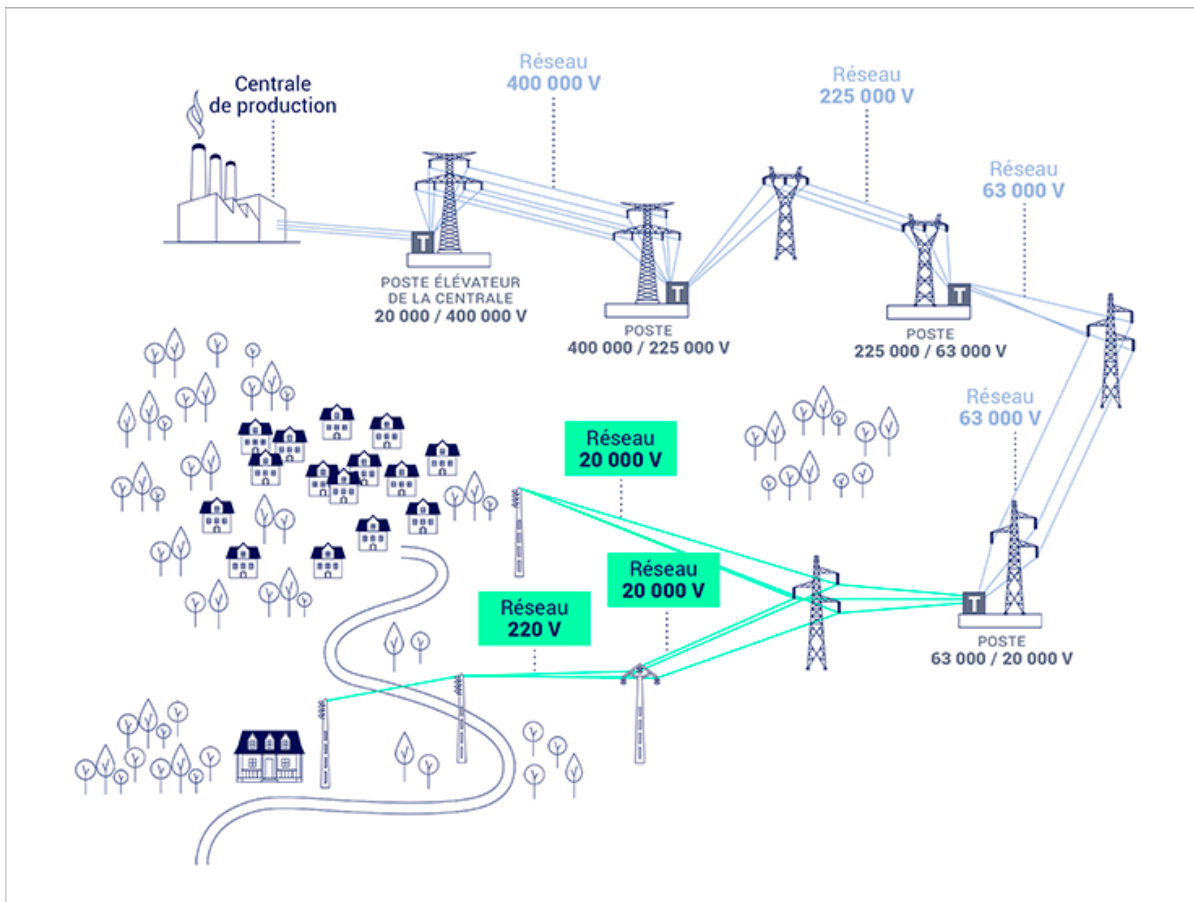 Centrale
de production
Réseau
400 000 V
Réseau
225 000 V
Réseau
63 000 V
T
POSTE ÉLÉVATEUR
DE LA CENTRALE
20 000 / 400 000 V
T
POSTE
400 000 / 225 000 V
T
POSTE
225 000 / 63 000 V
Réseau
63 000 V
Réseau
20 000 V
Réseau
20 000 V
Réseau
220 V
T
POSTE
63 000 / 20 000 V